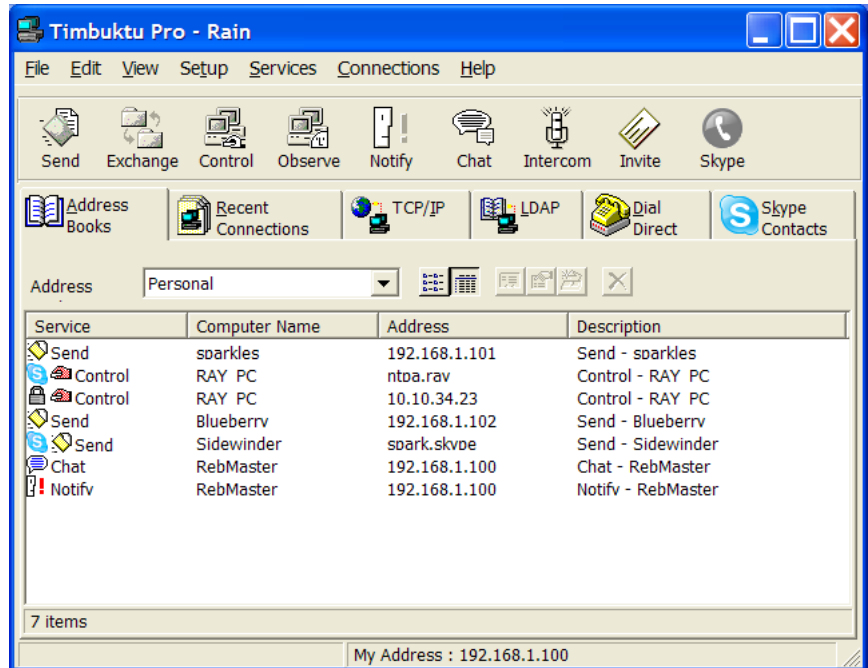 Timbuktu Pro - Rain
File Edit View Setup Services Connections Help
Send Exchange Control Observe Notify Chat Intercom Invite Skype
Address Books Recent Connections TCP/IP LDAP Dial Direct Skype Contacts
Address Personal
Service Computer Name Address Description
Send sparkles 192.168.1.101 Send - sparkles
Control RAY PC ntpa.ray Control - RAY PC
Control RAY PC 10.10.34.23 Control - RAY PC
Send Blueberry 192.168.1.102 Send - Blueberry
Send Sidewinder spark.skype Send - Sidewinder
Chat RebMaster 192.168.1.100 Chat - RebMaster
Notify RebMaster 192.168.1.100 Notify - RebMaster
7 items
My Address : 192.168.1.100